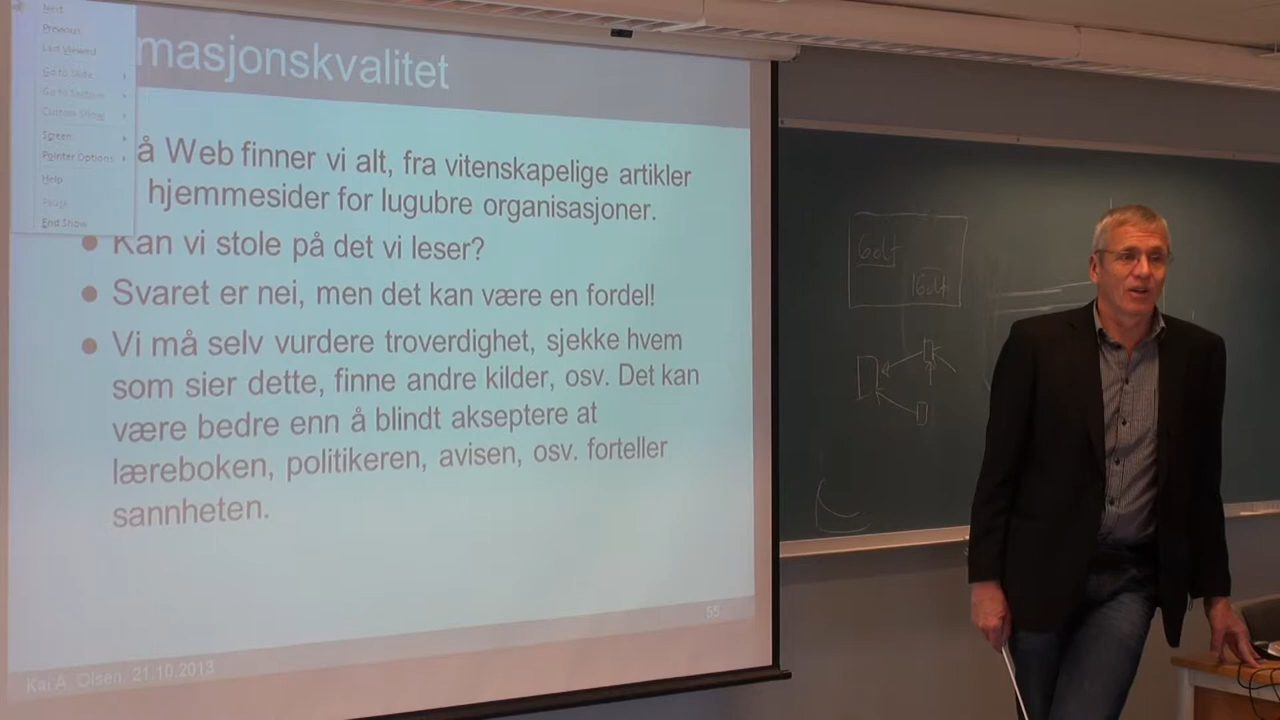 Next
Previous
Last Viewed
Go to Slide
Go to Section
Custom Show
Screen
Pointer Options
Help
Pause
End Show
masjonskvalitet
å Web finner vi alt, fra vitenskapelige artikler
hjemmesider for lugubre organisasjoner.
Kan vi stole på det vi leser?
Svaret er nei, men det kan være en fordel!
Vi må selv vurdere troverdighet, sjekke hvem
som sier dette, finne andre kilder, osv. Det kan
være bedre enn å blindt akseptere at
læreboken, politikeren, avisen, osv. forteller
sannheten.
Kai A. Olsen, 21.10.2013
55